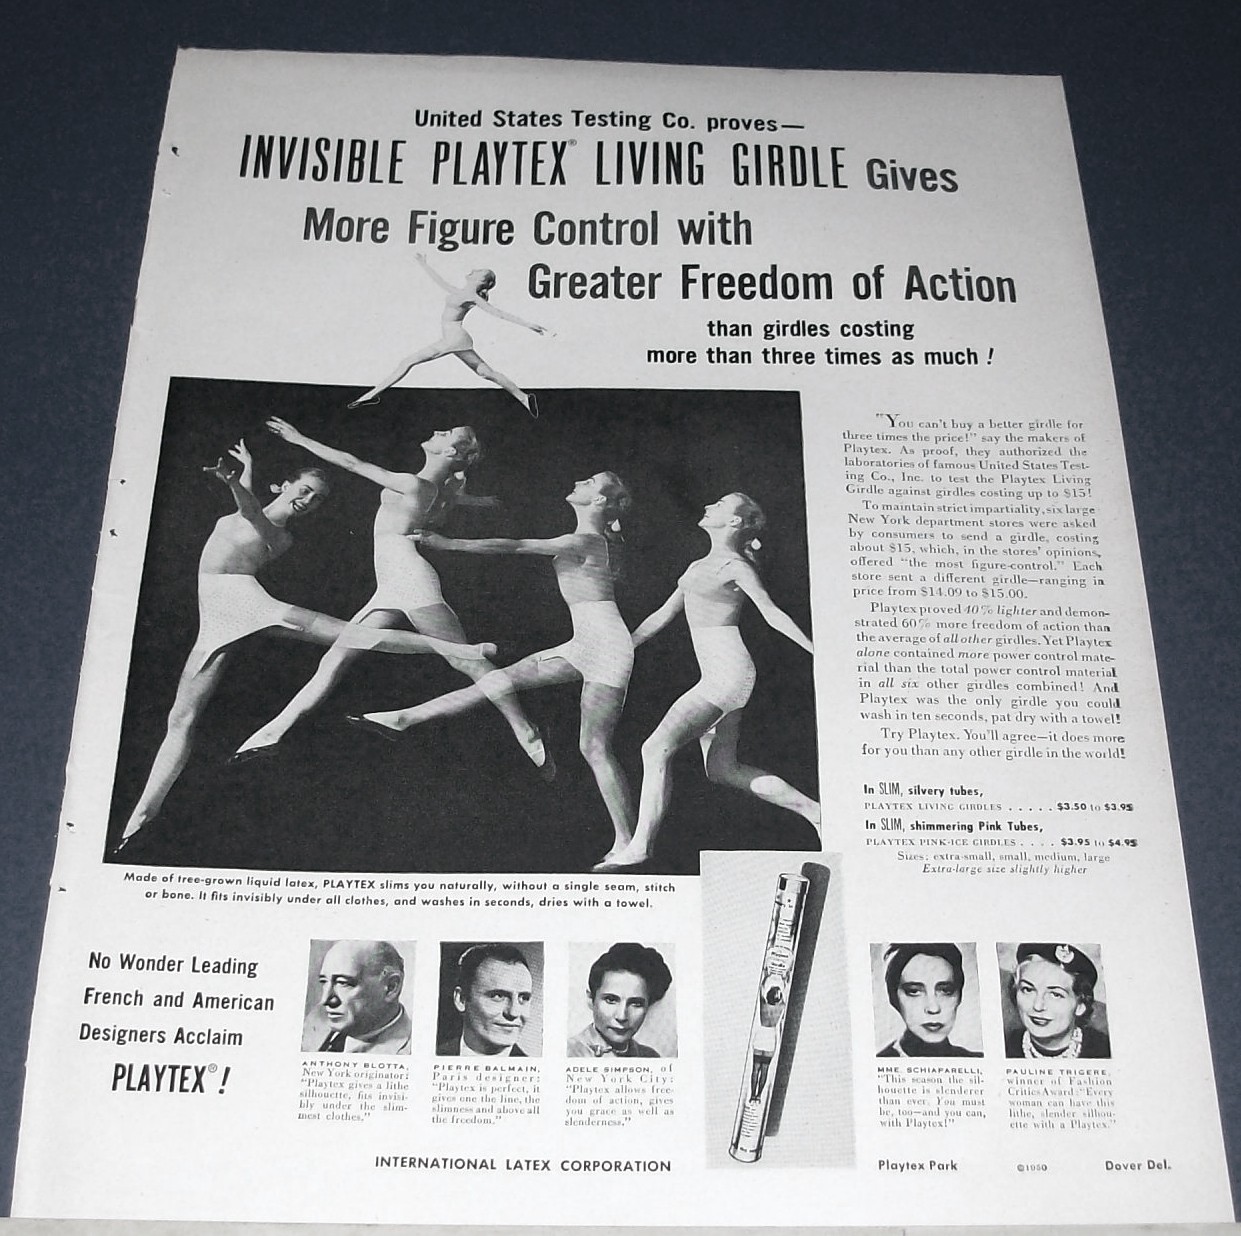 United States Testing Co. proves—
INVISIBLE PLAYTEX® LIVING GIRDLE Gives
More Figure Control with
Greater Freedom of Action
than girdles costing
more than three times as much!
"You can't buy a better girdle for
three times the price!" say the makers of
Playtex. As proof, they authorized the
laboratories of famous United States Test-
ing Co., Inc. to test the Playtex Living
Girdle against girdles costing up to $15!
To maintain strict impartiality, six large
New York department stores were asked
by consumers to send a girdle, costing
about $15, which, in the stores' opinions,
offered "the most figure-control." Each
store sent a different girdle—ranging in
price from $14.09 to $15.00.
Playtex proved 40% lighter and demon-
strated 60% more freedom of action than
the average of all other girdles. Yet Playtex
alone contained more power control mate-
rial than the total power control material
in all six other girdles combined! And
Playtex was the only girdle you could
wash in ten seconds, pat dry with a towel!
Try Playtex. You'll agree—it does more
for you than any other girdle in the world!
In SLIM, silvery tubes,
PLAYTEX LIVING GIRDLES . . . . . $3.50 to $3.95
In SLIM, shimmering Pink Tubes,
PLAYTEX PINK-ICE GIRDLES . . . . $3.95 to $4.95
Sizes: extra-small, small, medium, large
Extra-large size slightly higher
Made of tree-grown liquid latex, PLAYTEX slims you naturally, without a single seam, stitch
or bone. It fits invisibly under all clothes, and washes in seconds, dries with a towel.
No Wonder Leading
French and American
Designers Acclaim
PLAYTEX®!
ANTHONY BLOTTA,
New York originator:
"Playtex gives a lithe
silhouette, fits invisi-
bly under the slim-
mest clothes."
PIERRE BALMAIN,
Paris designer:
"Playtex is perfect, it
gives one the line, the
slimness and above all
the freedom."
ADELE SIMPSON, of
New York City:
"Playtex allows free-
dom of action, gives
you grace as well as
slenderness."
MME. SCHIAPARELLI,
"This season the sil-
houette is slenderer
than ever. You must
be, too—and you can,
with Playtex!"
PAULINE TRIGERE,
winner of Fashion
Critics Award: "Every
woman can have this
lithe, slender silhou-
ette with a Playtex."
INTERNATIONAL LATEX CORPORATION
Playtex Park
©1950
Dover Del.